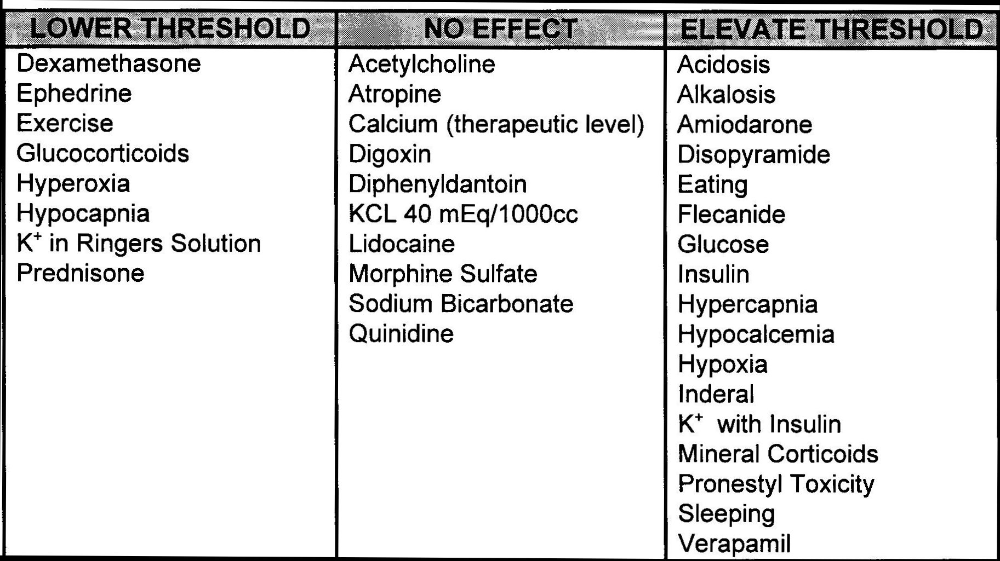 LOWER THRESHOLD
Dexamethasone
Ephedrine
Exercise
Glucocorticoids
Hyperoxia
Hypocapnia
K⁺ in Ringers Solution
Prednisone
NO EFFECT
Acetylcholine
Atropine
Calcium (therapeutic level)
Digoxin
Diphenyldantoin
KCL 40 mEq/1000cc
Lidocaine
Morphine Sulfate
Sodium Bicarbonate
Quinidine
ELEVATE THRESHOLD
Acidosis
Alkalosis
Amiodarone
Disopyramide
Eating
Flecanide
Glucose
Insulin
Hypercapnia
Hypocalcemia
Hypoxia
Inderal
K⁺ with Insulin
Mineral Corticoids
Pronestyl Toxicity
Sleeping
Verapamil